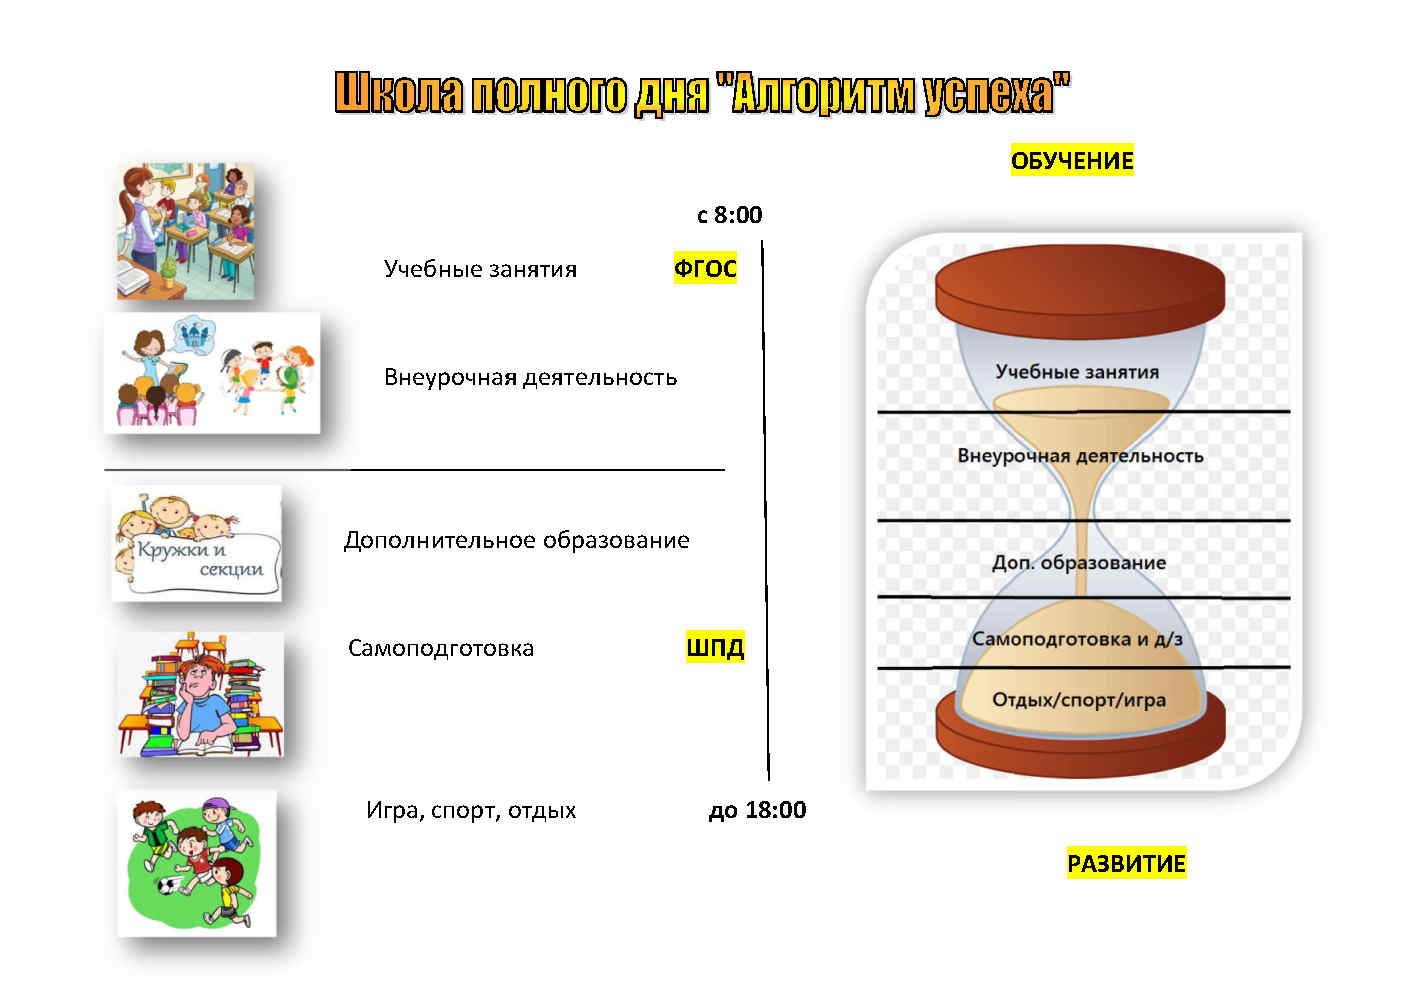 Школа полного дня "Алгоритм успеха"
ОБУЧЕНИЕ
с 8:00
Учебные занятия ФГОС
Внеурочная деятельность
Дополнительное образование
Кружки и
секции
Самоподготовка ШПД
Игра, спорт, отдых до 18:00
Учебные занятия
Внеурочная деятельность
Доп. образование
Самоподготовка и д/з
Отдых/спорт/игра
РАЗВИТИЕ